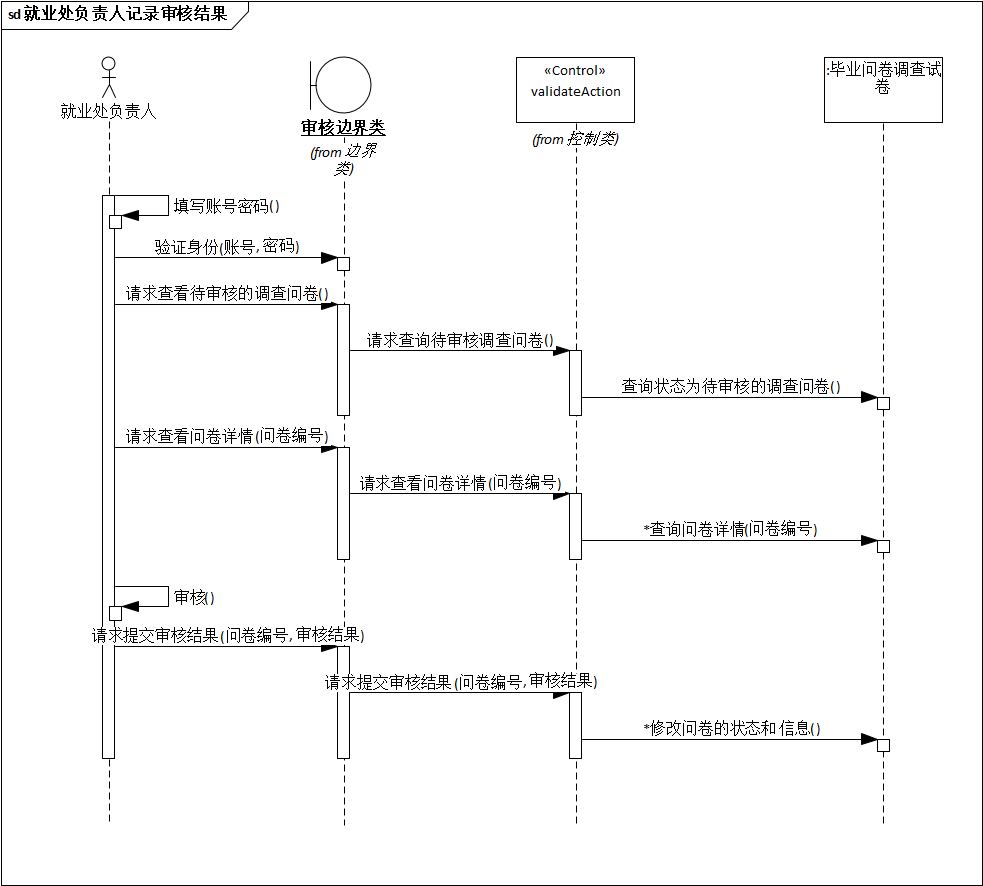 sd 就业处负责人记录审核结果
就业处负责人
审核边界类
(from 边界
类)
«Control»
validateAction
(from 控制类)
:毕业问卷调查试
卷
填写账号密码()
验证身份(账号,密码)
请求查看待审核的调查问卷()
请求查询待审核调查问卷()
查询状态为待审核的调查问卷()
请求查看问卷详情(问卷编号)
请求查看问卷详情(问卷编号)
*查询问卷详情(问卷编号)
审核()
请求提交审核结果(问卷编号,审核结果)
请求提交审核结果(问卷编号,审核结果)
*修改问卷的状态和信息()